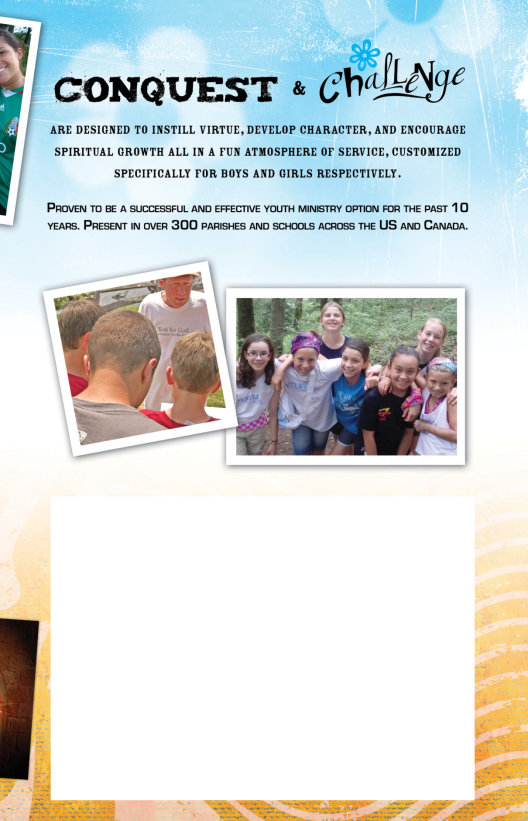 CONQUEST & Challenge
ARE DESIGNED TO INSTILL VIRTUE, DEVELOP CHARACTER, AND ENCOURAGE
SPIRITUAL GROWTH ALL IN A FUN ATMOSPHERE OF SERVICE, CUSTOMIZED
SPECIFICALLY FOR BOYS AND GIRLS RESPECTIVELY.
PROVEN TO BE A SUCCESSFUL AND EFFECTIVE YOUTH MINISTRY OPTION FOR THE PAST 10
YEARS. PRESENT IN OVER 300 PARISHES AND SCHOOLS ACROSS THE US AND CANADA.